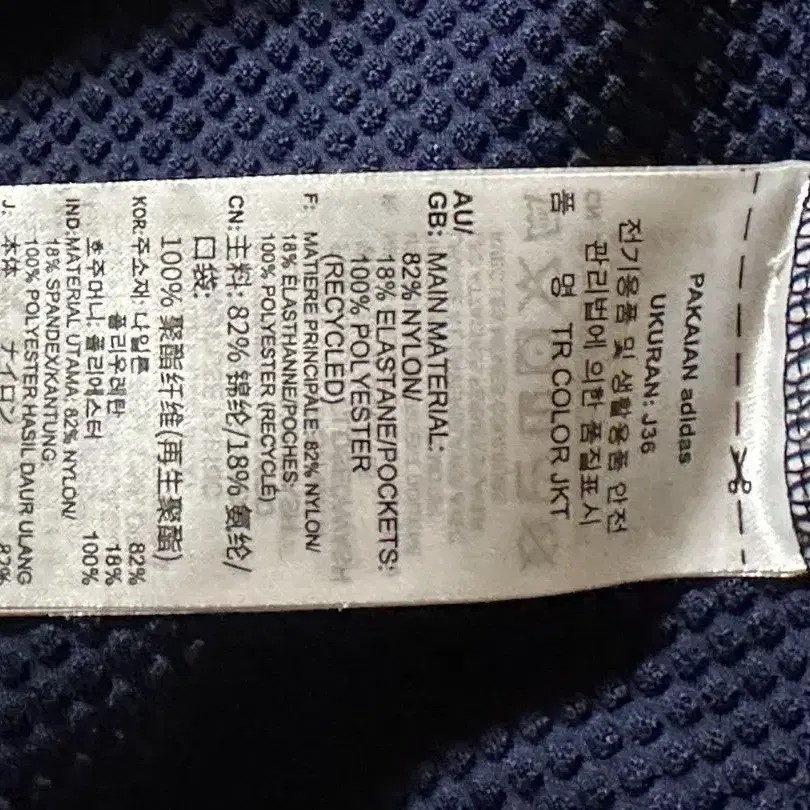 PAKAIAN adidas
UKURAN: J36
전기용품 및 생활용품 안전
관리법에 의한 품질표시
품 명 TR COLOR JKT
AU/
GB: MAIN MATERIAL:
82% NYLON/
18% ELASTANE/POCKETS:
100% POLYESTER
(RECYCLED)
F: MATIERE PRINCIPALE: 82% NYLON/
18% ELASTHANNE/POCHES:
100% POLYESTER (RECYCLÉ)
CN: 主料: 82% 锦纶/18% 氨纶/
口袋:
100% 聚酯纤维(再生聚酯)
KOR: 주소재 나일론 82%
폴리우레탄 18%
호주머니: 폴리에스터 100%
IND: MATERIAL UTAMA: 82% NYLON/
18% SPANDEX/KANTUNG:
100% POLYESTER HASIL DAUR ULANG
J: 本体 ナイロン 82%